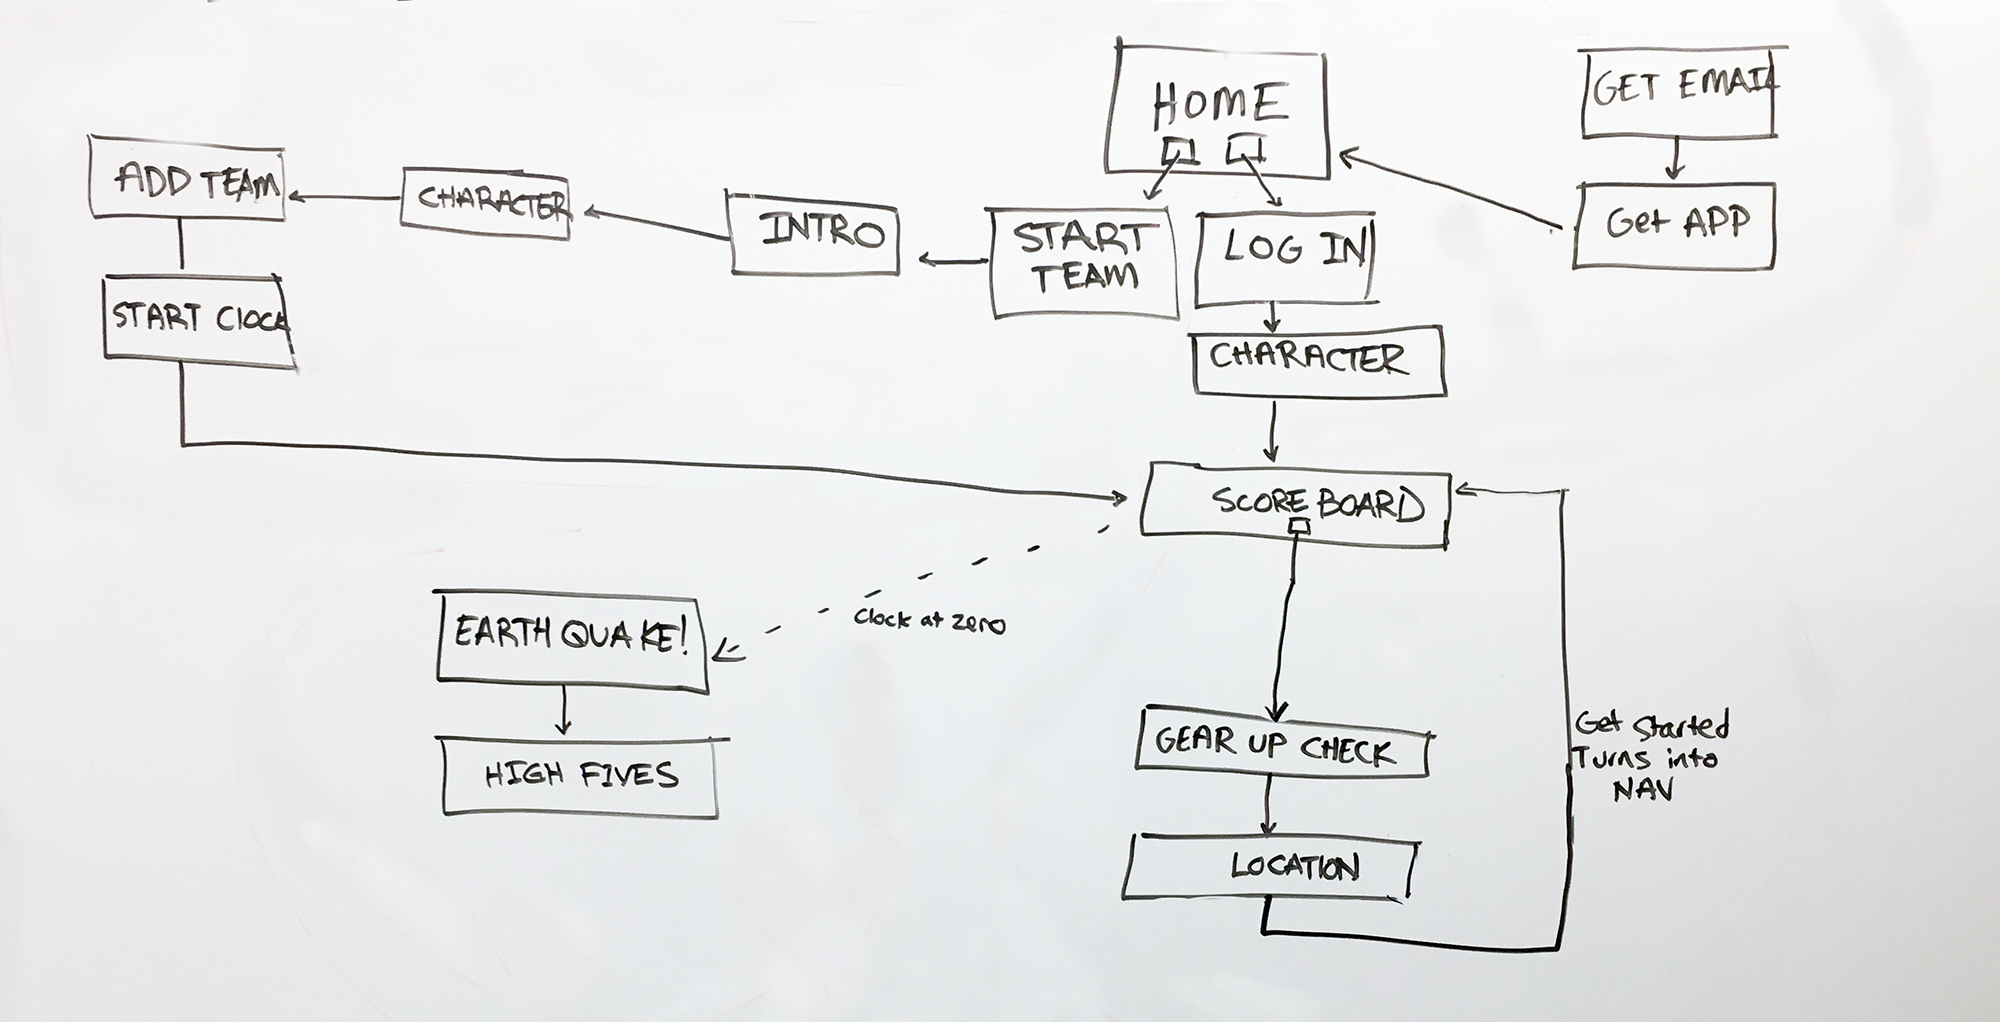 HOME
GET EMAIL
Get APP
ADD TEAM
CHARACTER
INTRO
START
TEAM
LOG IN
START Clock
CHARACTER
SCORE BOARD
EARTH QUAKE!
Clock at zero
HIGH FIVES
GEAR UP CHECK
Get Started
Turns into
NAV
LOCATION